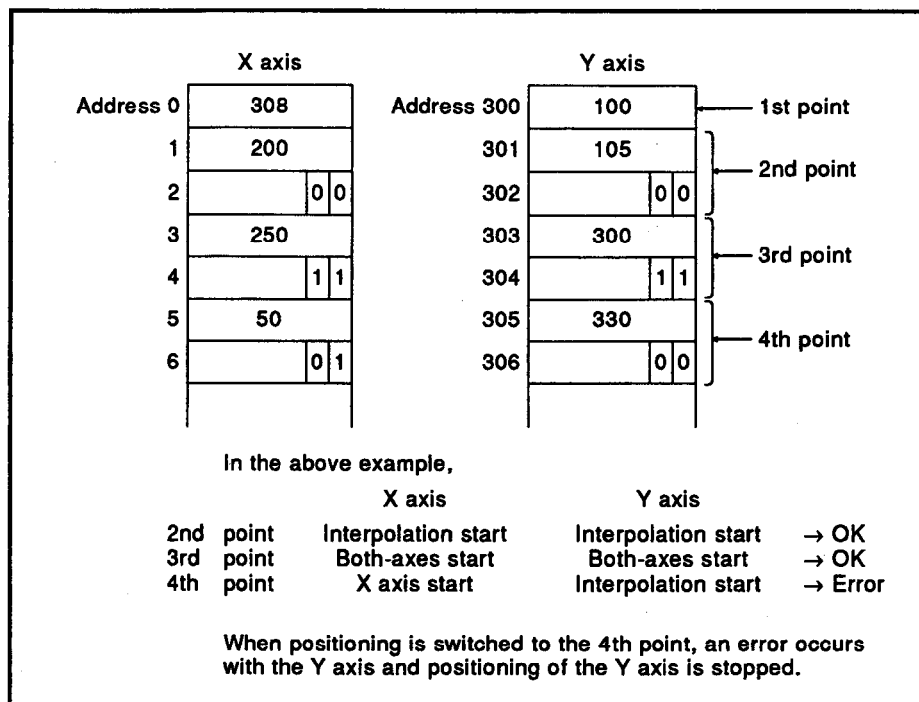 X axis Y axis
Address 0 308 Address 300 100 1st point
1 200 301 105
2nd point
2 0 0 302 0 0
3 250 303 300
3rd point
4 1 1 304 1 1
5 50 305 330
4th point
6 0 1 306 0 0
In the above example,
X axis Y axis
2nd point Interpolation start Interpolation start → OK
3rd point Both-axes start Both-axes start → OK
4th point X axis start Interpolation start → Error
When positioning is switched to the 4th point, an error occurs
with the Y axis and positioning of the Y axis is stopped.